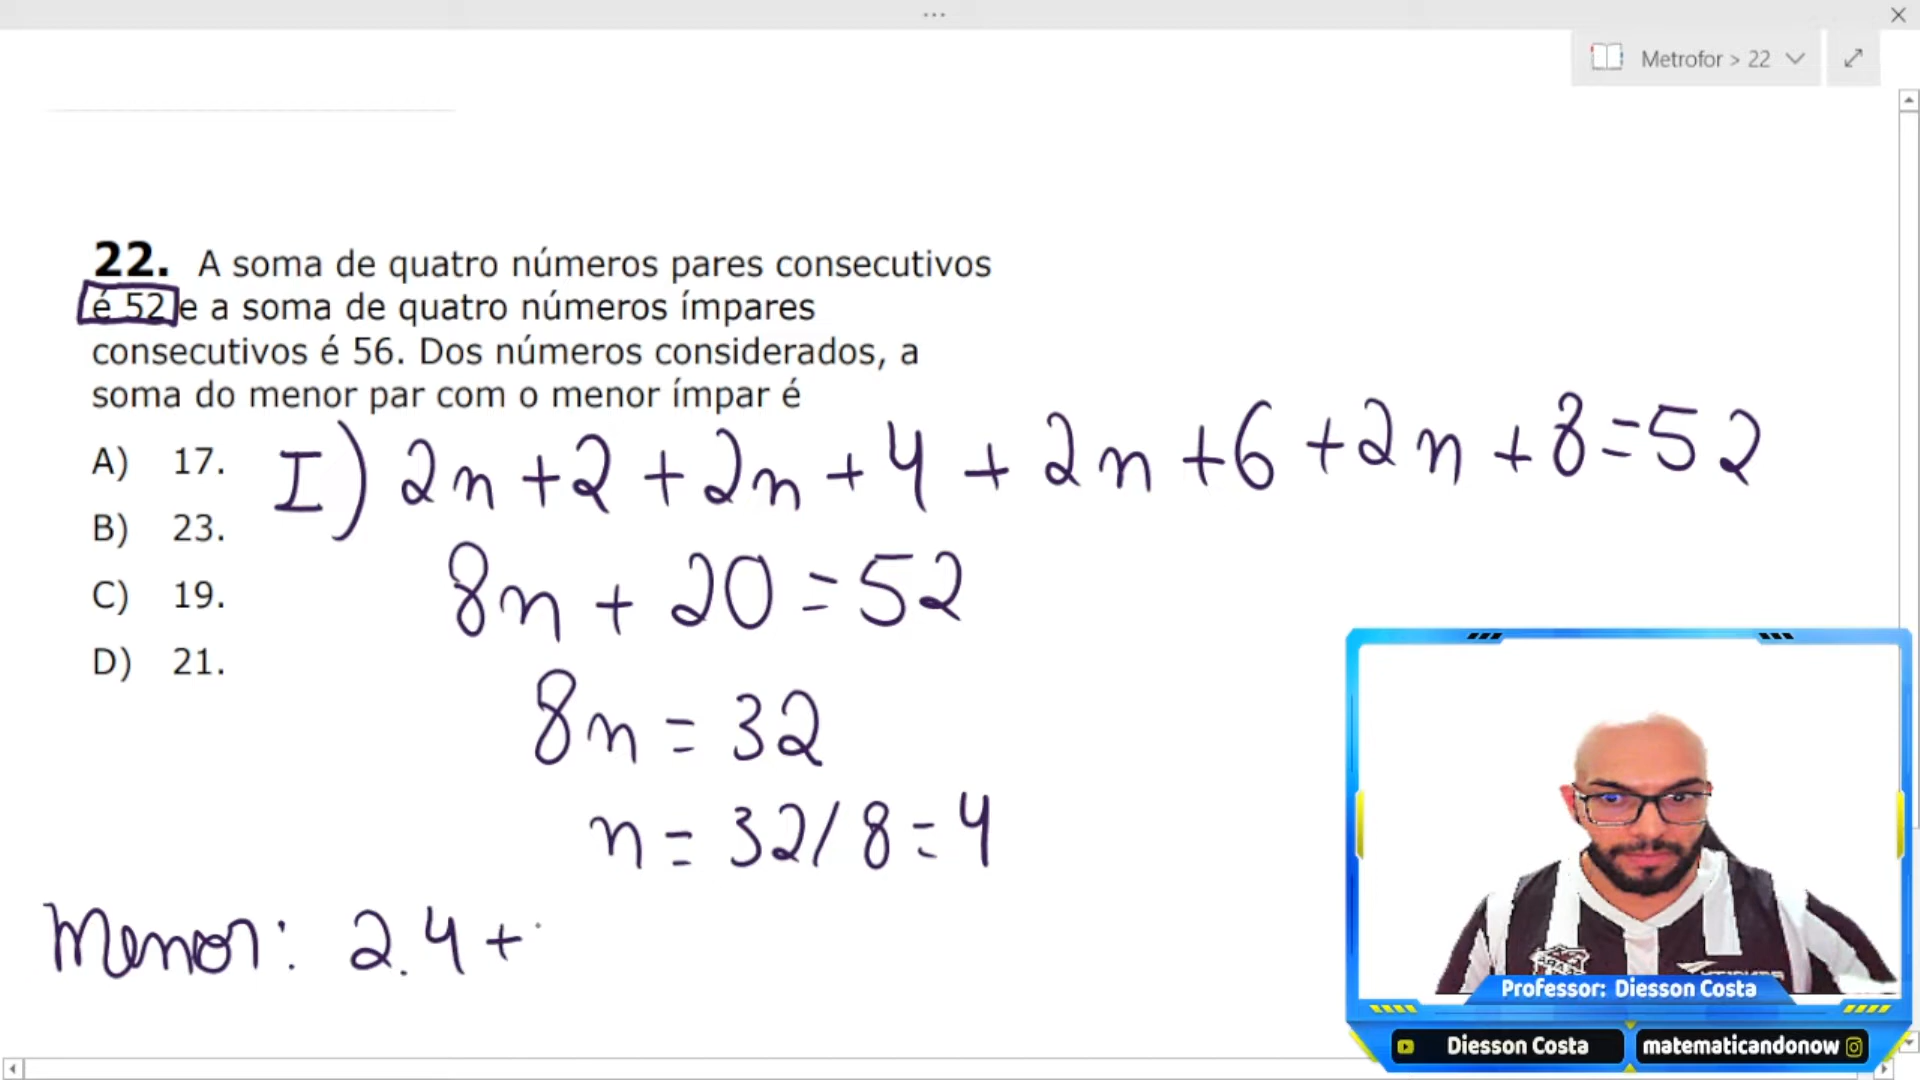 Metrofor > 22
22. A soma de quatro números pares consecutivos
é 52 e a soma de quatro números ímpares
consecutivos é 56. Dos números considerados, a
soma do menor par com o menor ímpar é
A) 17.
B) 23.
C) 19.
D) 21.
I) 2n+2+2n+4+2n+6+2n+8=52
8n+20=52
8n=32
n=32/8=4
Menor: 2.4+
Professor: Diesson Costa
Diesson Costa
matematicandonow